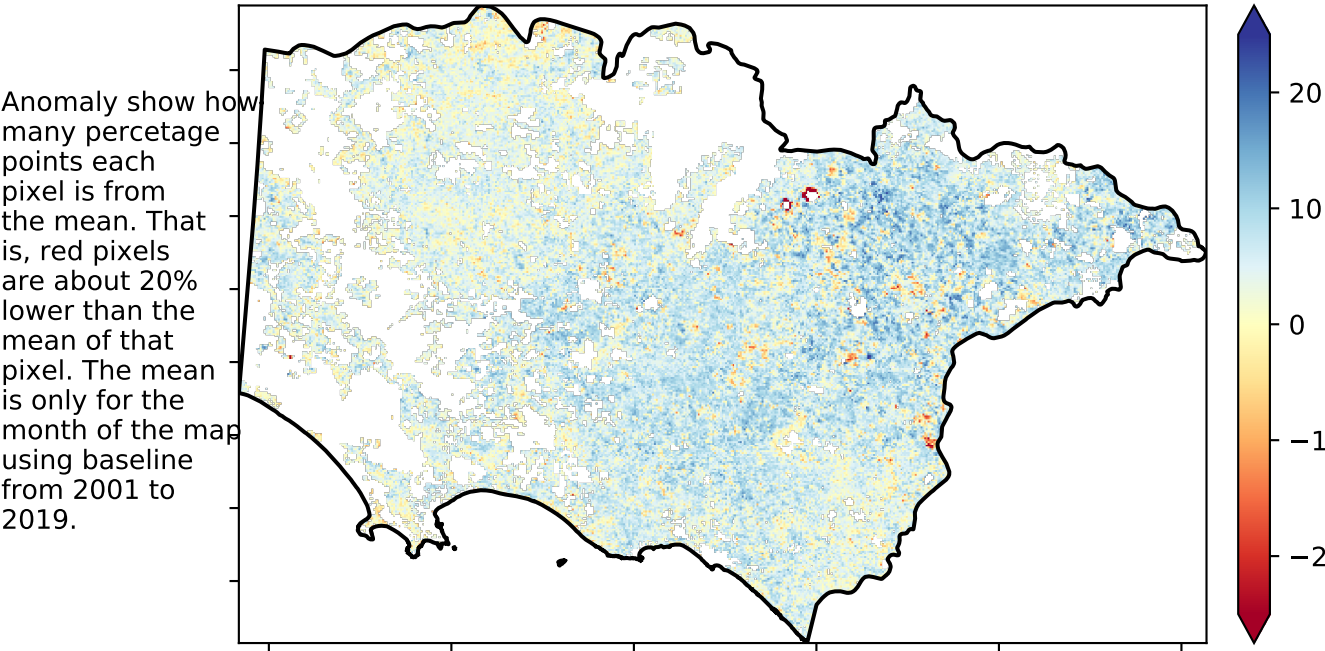 Anomaly show how
many percetage
points each
pixel is from
the mean. That
is, red pixels
are about 20%
lower than the
mean of that
pixel. The mean
is only for the
month of the map
using baseline
from 2001 to
2019.
20
10
0
−1
−2